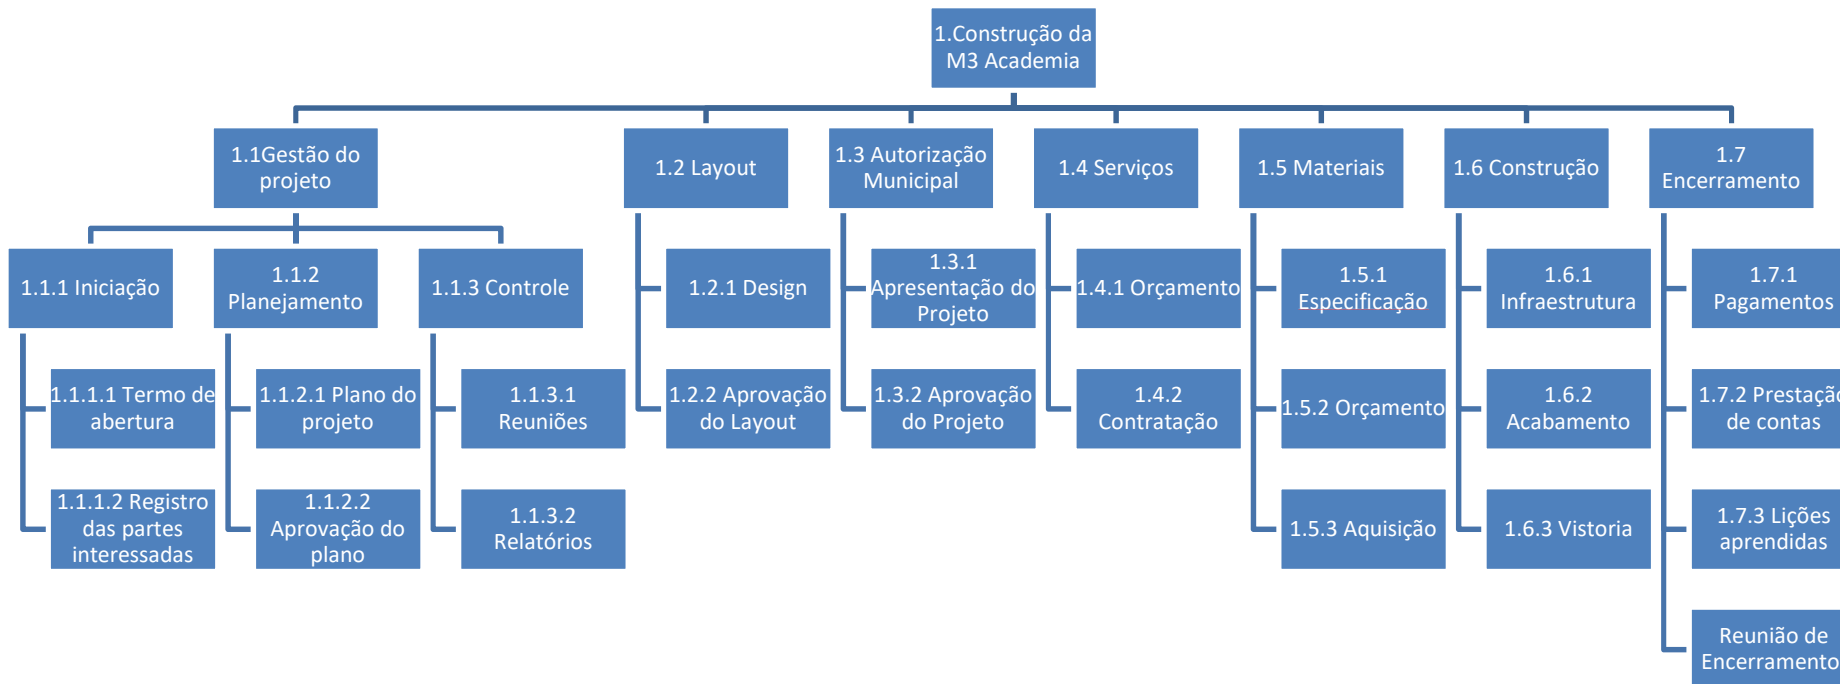 1.Construção da
M3 Academia
1.1Gestão do
projeto
1.2 Layout
1.3 Autorização
Municipal
1.4 Serviços
1.5 Materiais
1.6 Construção
1.7
Encerramento
1.1.1 Iniciação
1.1.2
Planejamento
1.1.3 Controle
1.2.1 Design
1.3.1
Apresentação do
Projeto
1.4.1 Orçamento
1.5.1
Especificação
1.6.1
Infraestrutura
1.7.1
Pagamentos
1.1.1.1 Termo de
abertura
1.1.2.1 Plano do
projeto
1.1.3.1
Reuniões
1.2.2 Aprovação
do Layout
1.3.2 Aprovação
do Projeto
1.4.2
Contratação
1.5.2 Orçamento
1.6.2
Acabamento
1.7.2 Prestação
de contas
1.1.1.2 Registro
das partes
interessadas
1.1.2.2
Aprovação do
plano
1.1.3.2
Relatórios
1.5.3 Aquisição
1.6.3 Vistoria
1.7.3 Lições
aprendidas
Reunião de
Encerramento